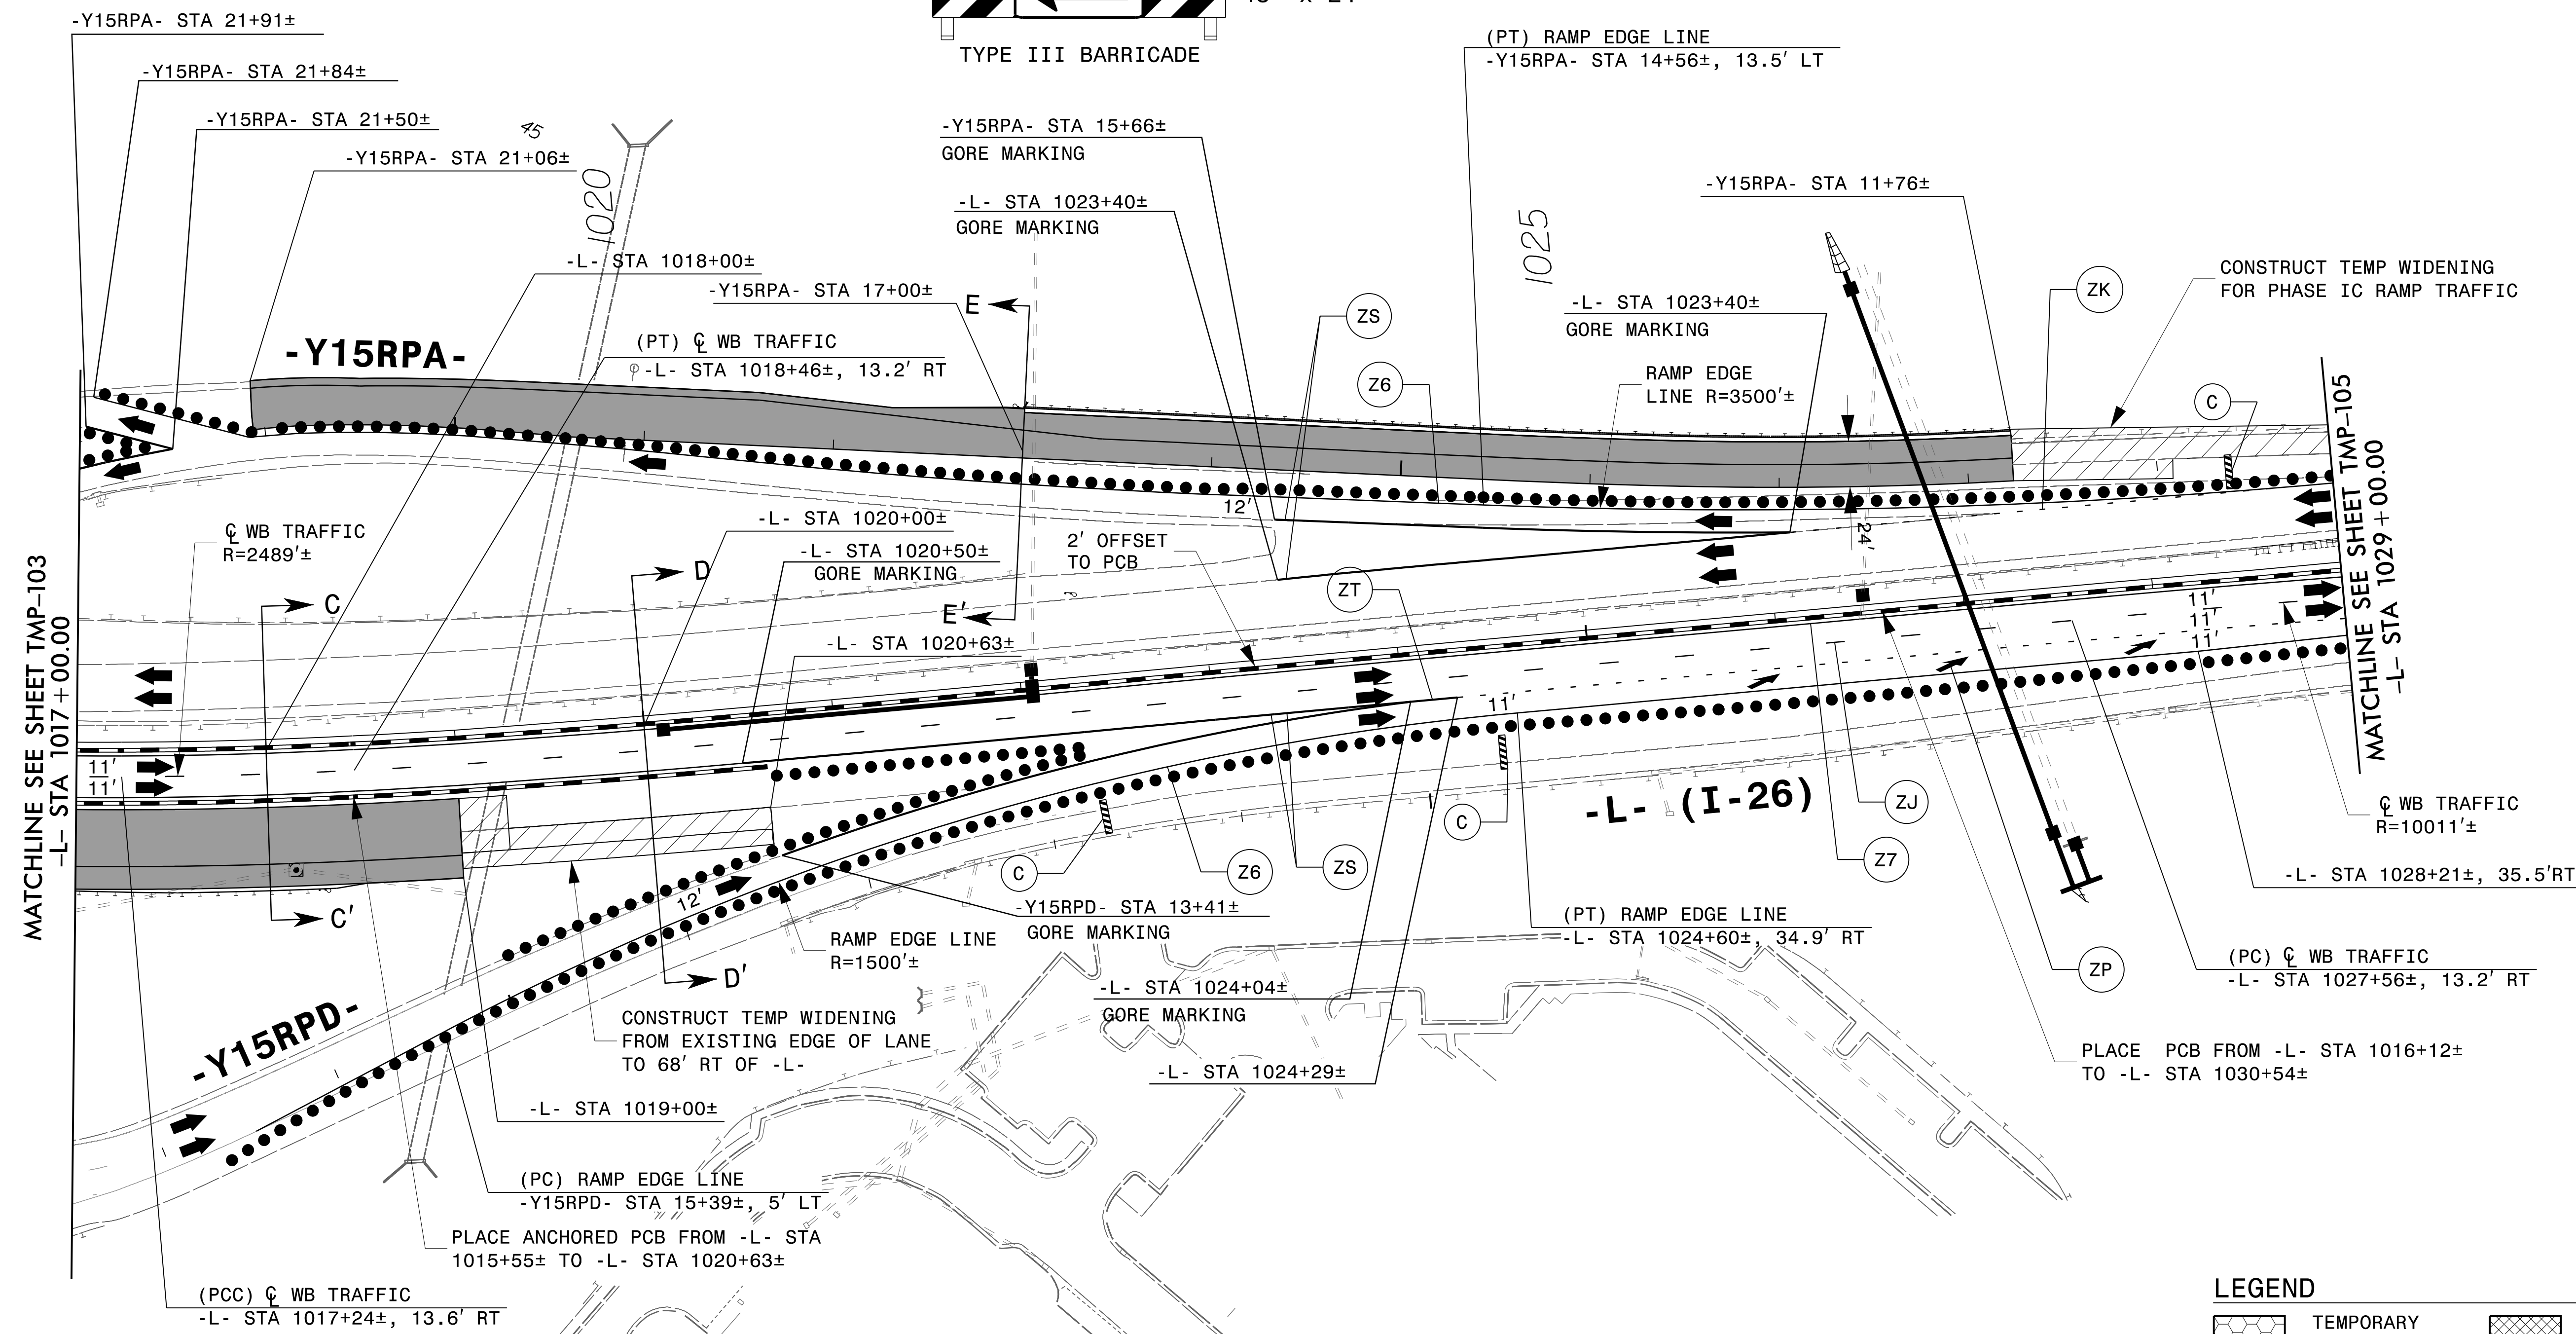 -Y15RPA- STA 21+91±
TYPE III BARRICADE
(PT) RAMP EDGE LINE
-Y15RPA- STA 14+56±, 13.5' LT
-Y15RPA- STA 21+84±
-Y15RPA- STA 21+50±
45
-Y15RPA- STA 21+06±
-Y15RPA- STA 15+66±
GORE MARKING
-L- STA 1023+40±
GORE MARKING
-Y15RPA- STA 11+76±
1020
1025
-L- STA 1018+00±
-Y15RPA- STA 17+00±
E
(PT) ℄ WB TRAFFIC
-L- STA 1018+46±, 13.2' RT
-Y15RPA-
ZS
Z6
-L- STA 1023+40±
GORE MARKING
RAMP EDGE
LINE R=3500'±
ZK
CONSTRUCT TEMP WIDENING
FOR PHASE IC RAMP TRAFFIC
C
12'
24'
℄ WB TRAFFIC
R=2489'±
-L- STA 1020+00±
-L- STA 1020+50±
GORE MARKING
2' OFFSET
TO PCB
D
C
E'
ZT
-L- STA 1020+63±
MATCHLINE SEE SHEET TMP-103
-L- STA 1017+00.00
MATCHLINE SEE SHEET TMP-105
-L- STA 1029+00.00
11'
11'
11'
11'
11'
11'
-L- (I-26)
C
ZJ
Z7
℄ WB TRAFFIC
R=10011'±
-L- STA 1028+21±, 35.5'RT
C'
12'
C
Z6
ZS
-Y15RPD- STA 13+41±
GORE MARKING
RAMP EDGE LINE
R=1500'±
(PT) RAMP EDGE LINE
-L- STA 1024+60±, 34.9' RT
ZP
(PC) ℄ WB TRAFFIC
-L- STA 1027+56±, 13.2' RT
D'
-L- STA 1024+04±
GORE MARKING
-Y15RPD-
CONSTRUCT TEMP WIDENING
FROM EXISTING EDGE OF LANE
TO 68' RT OF -L-
-L- STA 1024+29±
PLACE PCB FROM -L- STA 1016+12±
TO -L- STA 1030+54±
-L- STA 1019+00±
(PC) RAMP EDGE LINE
-Y15RPD- STA 15+39±, 5' LT
PLACE ANCHORED PCB FROM -L- STA
1015+55± TO -L- STA 1020+63±
(PCC) ℄ WB TRAFFIC
-L- STA 1017+24±, 13.6' RT
LEGEND
TEMPORARY